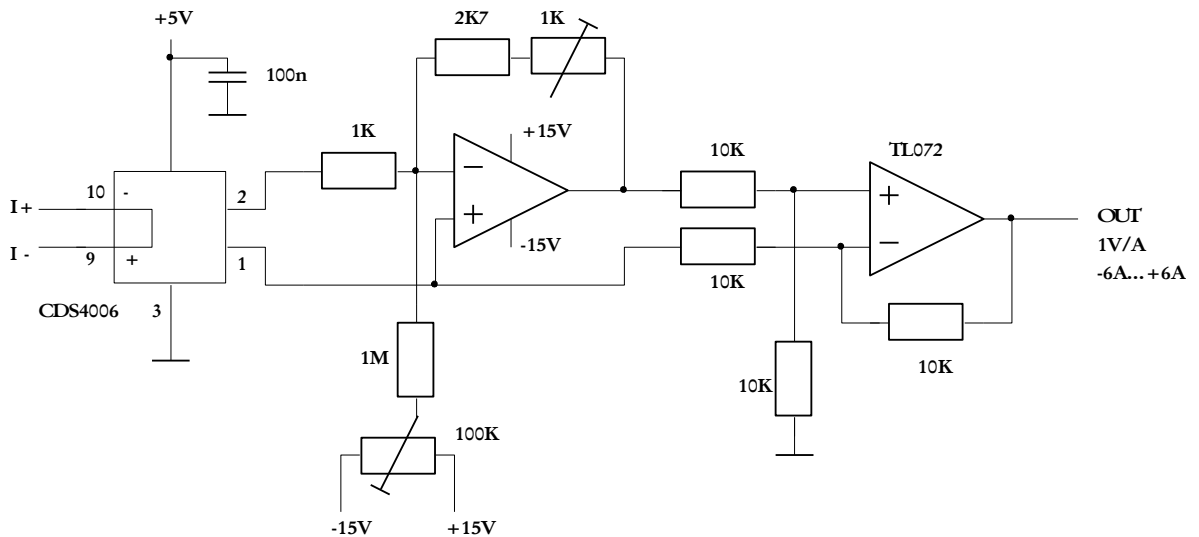 +5V
100n
2K7
1K
1K
+15V
10K
TL072
10 -
2
I+
I -
9 +
1
-15V
10K
OUT
1V/A
-6A...+6A
CDS4006
3
1M
10K
10K
100K
-15V
+15V
+
−
−
+